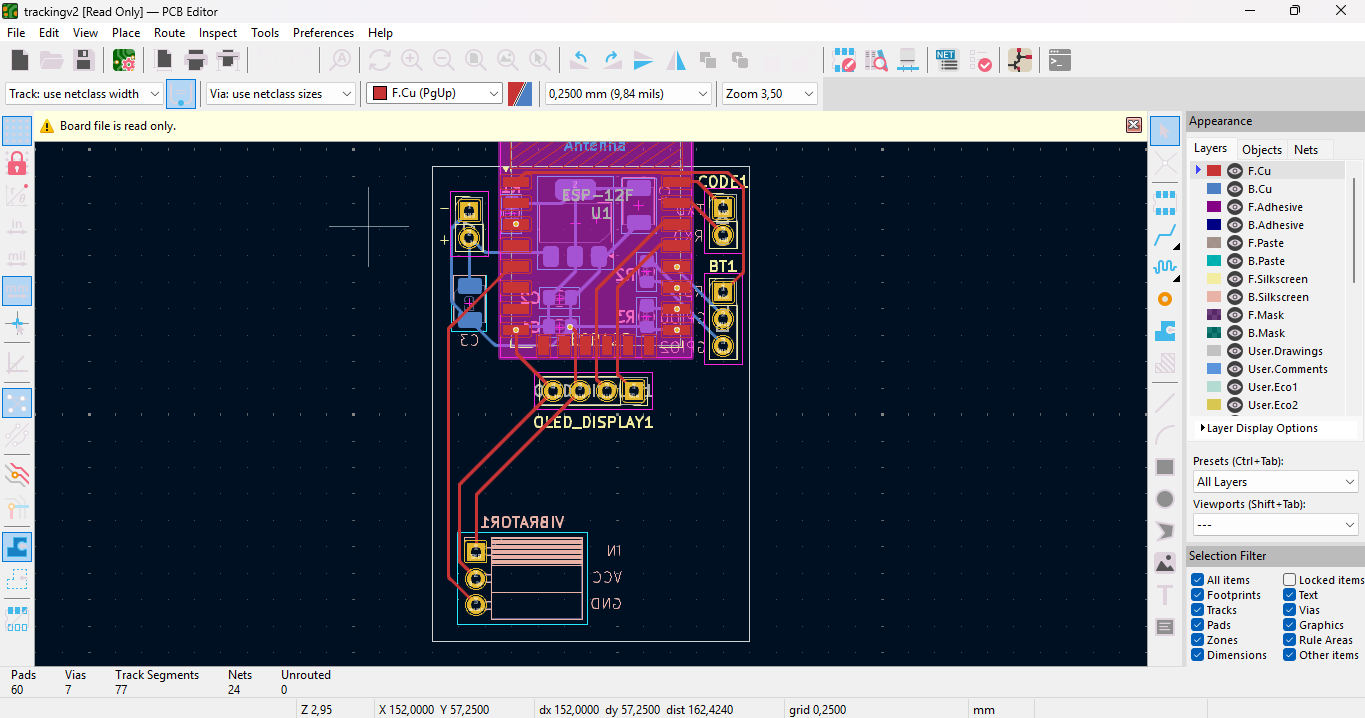 trackingv2 [Read Only] — PCB Editor
File Edit View Place Route Inspect Tools Preferences Help
Track: use netclass width
Via: use netclass sizes
F.Cu (PgUp)
0,2500 mm (9,84 mils)
Zoom 3,50
Board file is read only.
Appearance
Layers Objects Nets
F.Cu
B.Cu
F.Adhesive
B.Adhesive
F.Paste
B.Paste
F.Silkscreen
B.Silkscreen
F.Mask
B.Mask
User.Drawings
User.Comments
User.Eco1
User.Eco2
Layer Display Options
Presets (Ctrl+Tab):
All Layers
Viewports (Shift+Tab):
---
Selection Filter
All items Locked items
Footprints Text
Tracks Vias
Pads Graphics
Zones Rule Areas
Dimensions Other items
in
mil
mm
NET
Antenna
CODE1
ESP-12F
U1
−
+
BT1
R2
C2
R3
C3
GPIO2
OLED_DISPLAY1
VIBRATOR1
IN
VCC
GND
Pads Vias Track Segments Nets Unrouted
60 7 77 24 0
Z 2,95 X 152,0000 Y 57,2500 dx 152,0000 dy 57,2500 dist 162,4240 grid 0,2500 mm